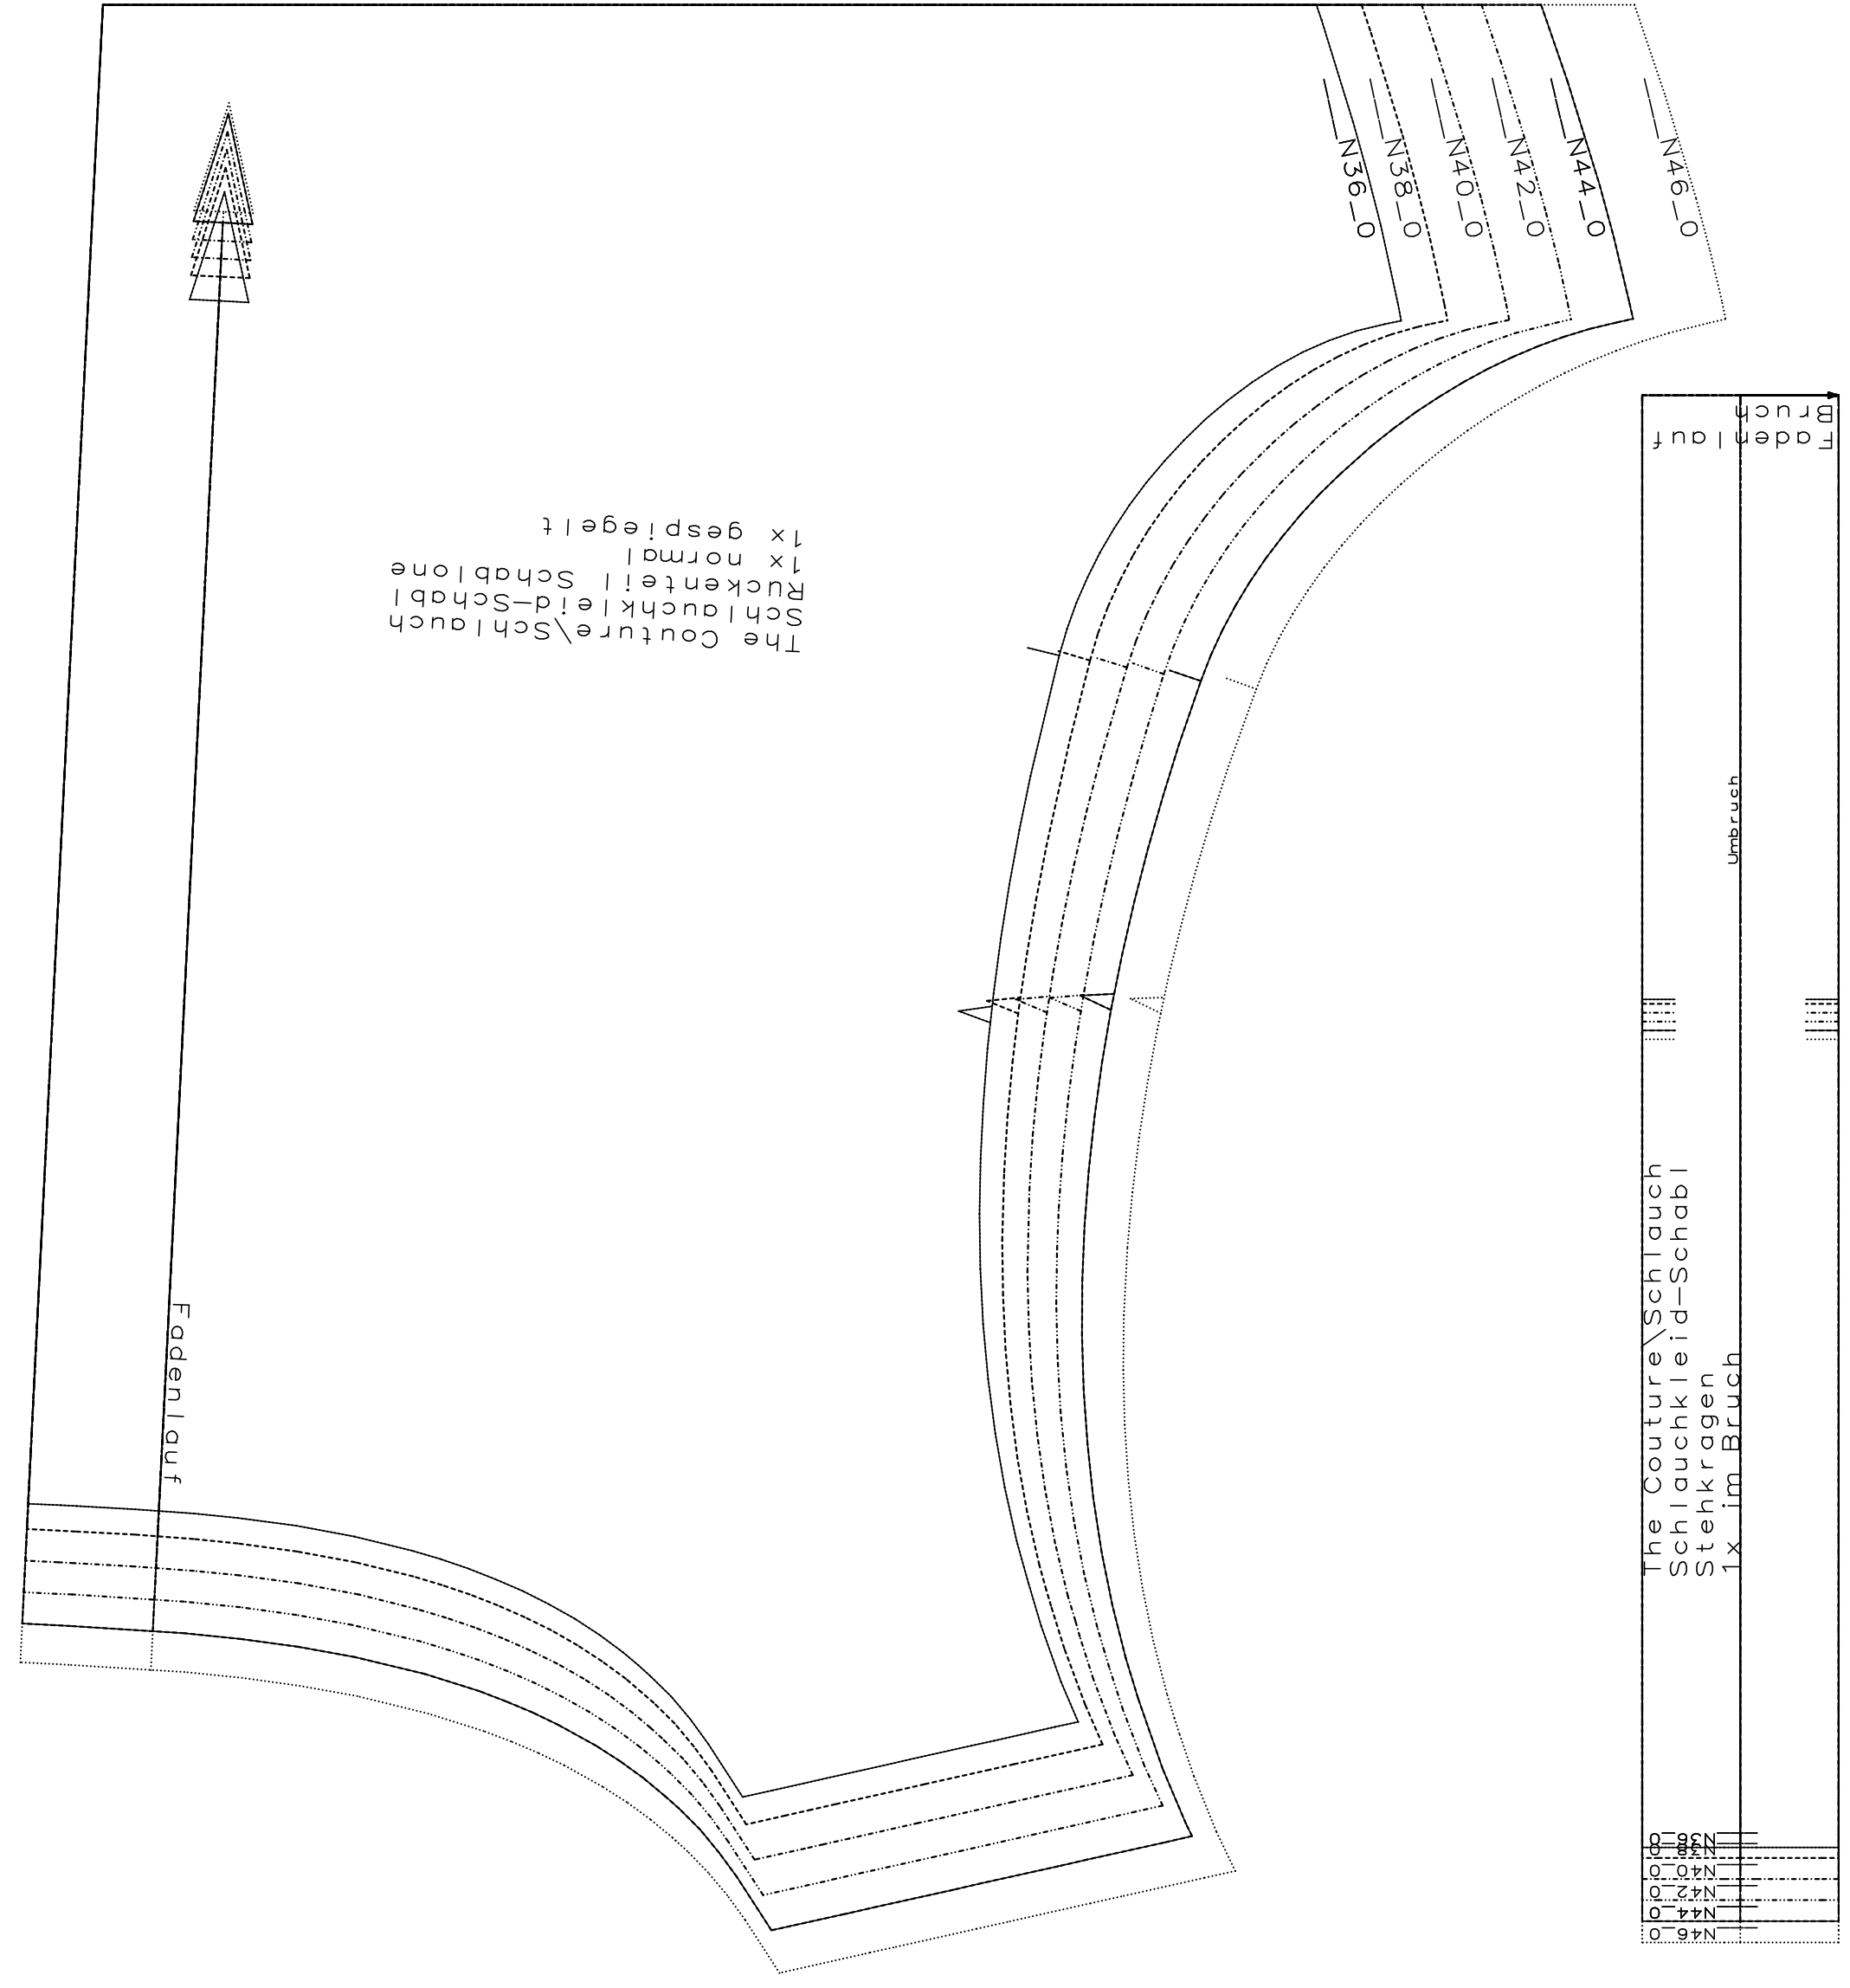 N36_0
N38_0
N40_0
N42_0
N44_0
N46_0
The Couture\Schlauch
Schlauchkleid-Schabl
Ruckenteil Schablone
1x normal
1x gespiegelt
Fadenlauf
Fadenlauf
Bruch
Umbruch
The Couture\Schlauch
Schlauchkleid-Schabl
Stehkragen
1x im Bruch
N36_0
N38_0
N40_0
N42_0
N44_0
N46_0